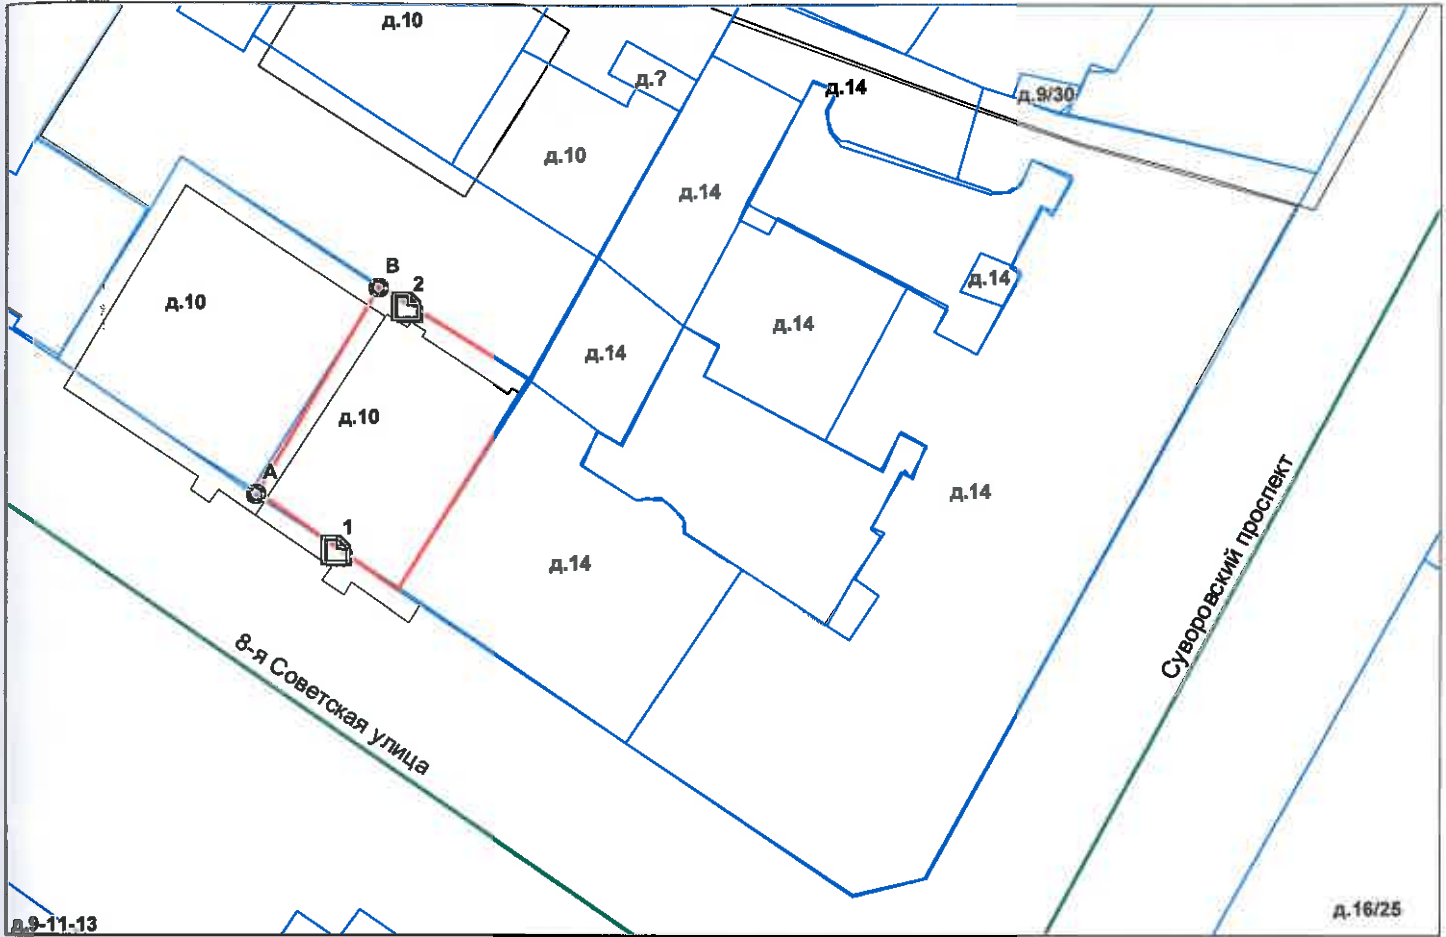 д.10
д.?
д.14
д.9/30
д.10
д.14
В
2
д.14
д.10
д.14
д.14
д.10
А
д.14
1
д.14
8-я Советская улица
Суворовский проспект
д.9-11-13
д.16/25